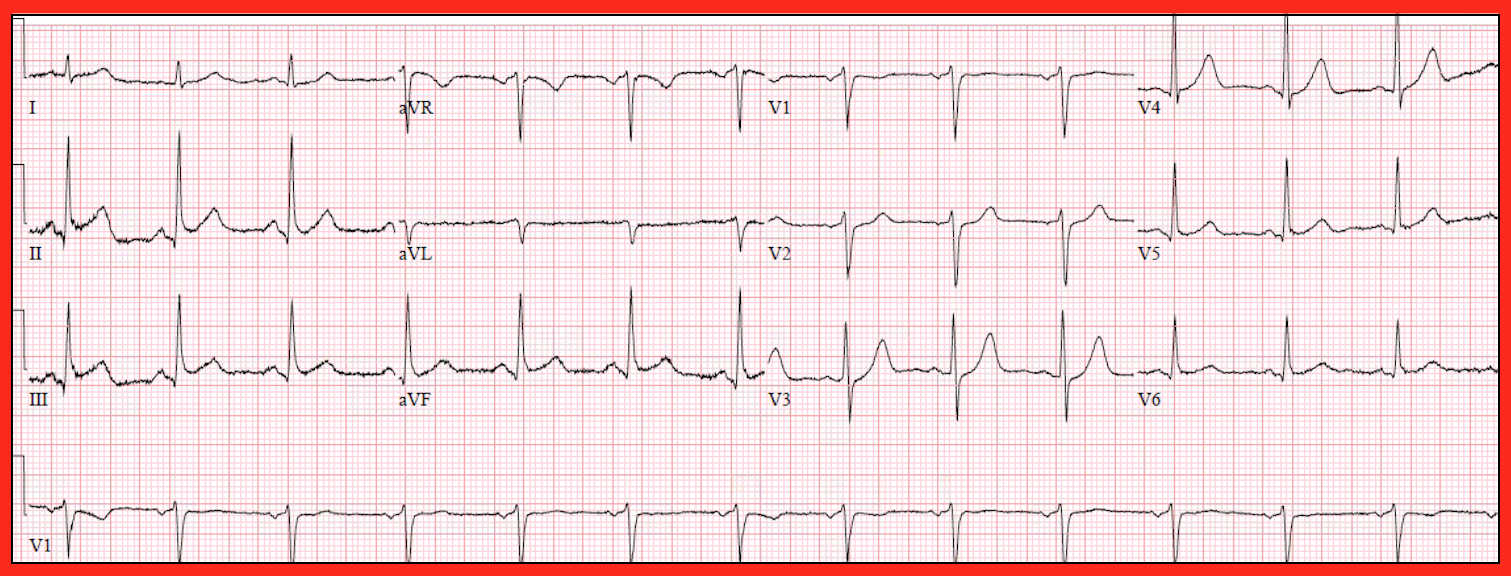 I aVR V1 V4
II aVL V2 V5
III aVF V3 V6
V1